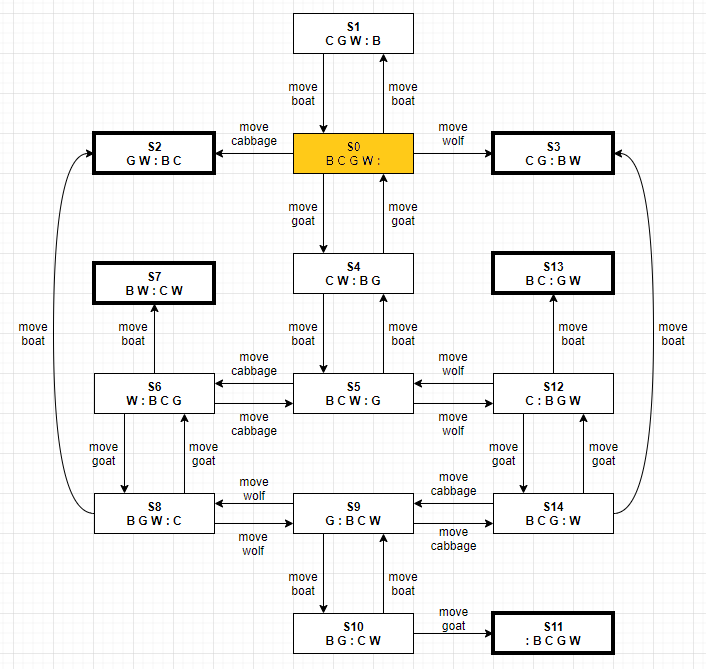 S1
C G W : B
move
boat
move
boat
move
cabbage
move
wolf
S2
G W : B C
S0
B C G W :
S3
C G : B W
move
goat
move
goat
S7
B W : C W
S4
C W : B G
S13
B C : G W
move
boat
move
boat
move
boat
move
boat
move
boat
move
boat
move
cabbage
move
wolf
S6
W : B C G
S5
B C W : G
S12
C : B G W
move
cabbage
move
wolf
move
goat
move
goat
move
goat
move
goat
move
wolf
move
cabbage
S8
B G W : C
S9
G : B C W
S14
B C G : W
move
wolf
move
cabbage
move
boat
move
boat
move
goat
S10
B G : C W
S11
: B C G W